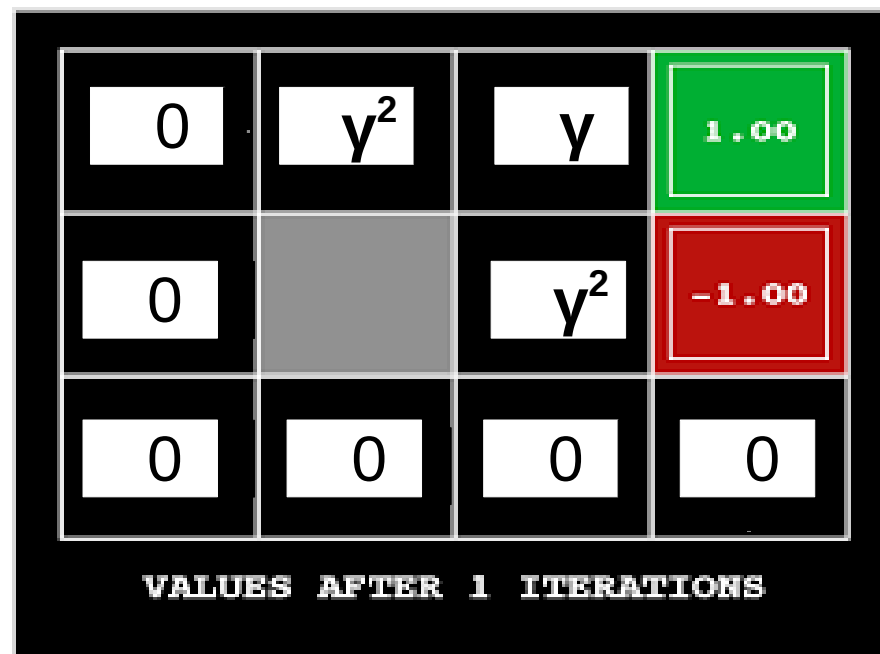 0 γ² γ 1.00
0 γ² -1.00
0 0 0 0
VALUES AFTER 1 ITERATIONS